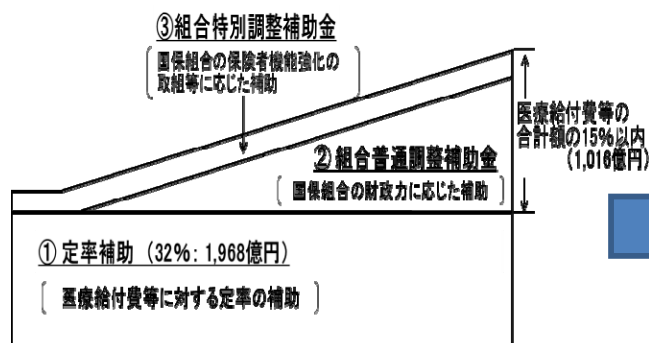 ③組合特別調整補助金
国保組合の保険者機能強化の
取組等に応じた補助
医療給付費等の
合計額の15%以内
(1,016億円)
②組合普通調整補助金
国保組合の財政力に応じた補助
①定率補助（32%：1,968億円）
医療給付費等に対する定率の補助